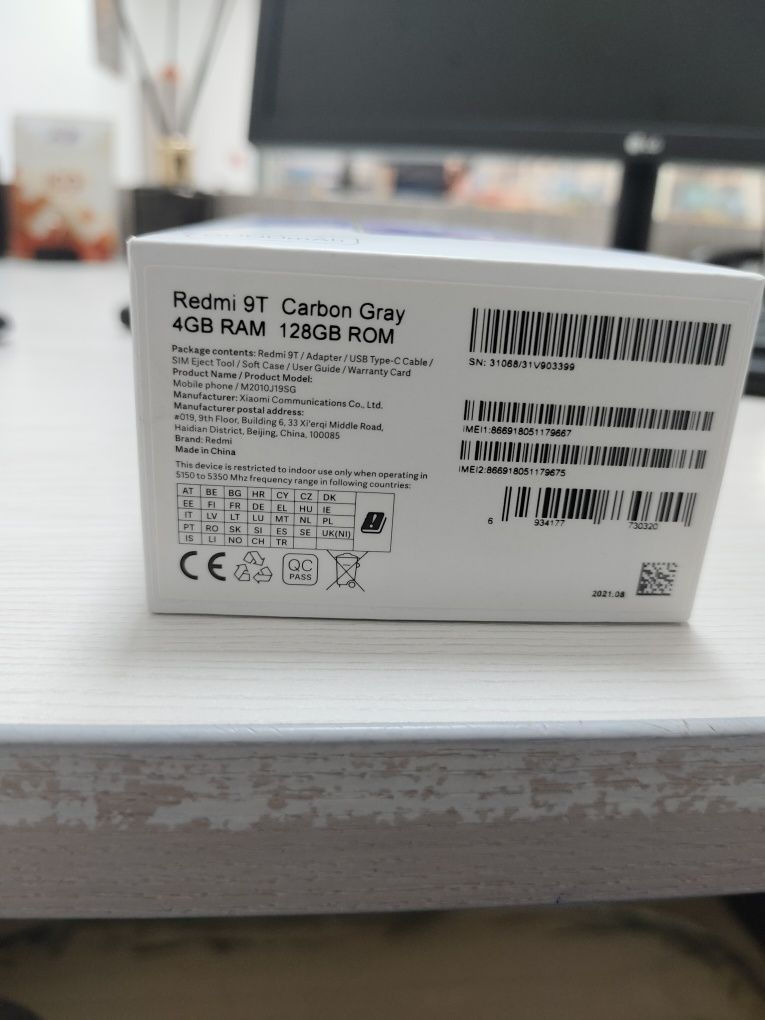 Redmi 9T Carbon Gray
4GB RAM 128GB ROM
Package contents: Redmi 9T / Adapter / USB Type-C Cable /
SIM Eject Tool / Soft Case / User Guide / Warranty Card
Product Name / Product Model:
Mobile phone / M2010J19SG
Manufacturer: Xiaomi Communications Co., Ltd.
Manufacturer postal address:
#019, 9th Floor, Building 6, 33 Xi'erqi Middle Road,
Haidian District, Beijing, China, 100085
Brand: Redmi
Made in China
This device is restricted to indoor use only when operating in
5150 to 5350 Mhz frequency range in following countries:
AT BE BG HR CY CZ DK
EE FI FR DE EL HU IE
IT LV LT LU MT NL PL
PT RO SK SI ES SE UK(NI)
IS LI NO CH TR
CE
QC
PASS
SN: 31068/31V903399
IMEI1:866918051179667
IMEI2:866918051179675
6 934177 730320
2021.08
LG